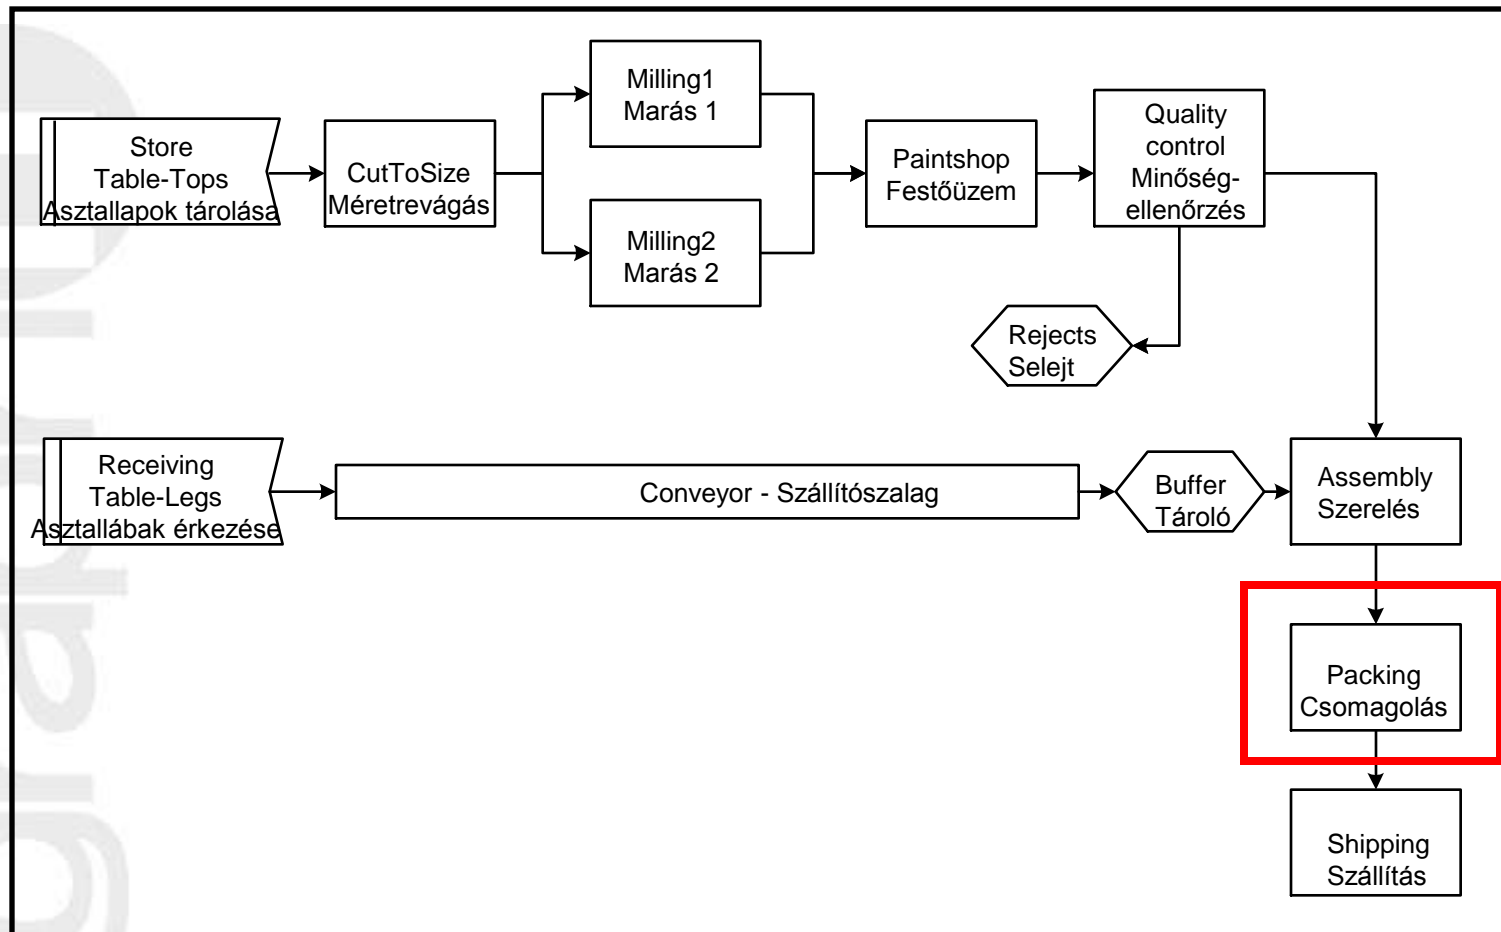 Store
Table-Tops
Asztallapok tárolása
CutToSize
Méretrevágás
Milling1
Marás 1
Milling2
Marás 2
Paintshop
Festőüzem
Quality
control
Minőség-
ellenőrzés
Rejects
Selejt
Receiving
Table-Legs
Asztallábak érkezése
Conveyor - Szállítószalag
Buffer
Tároló
Assembly
Szerelés
Packing
Csomagolás
Shipping
Szállítás